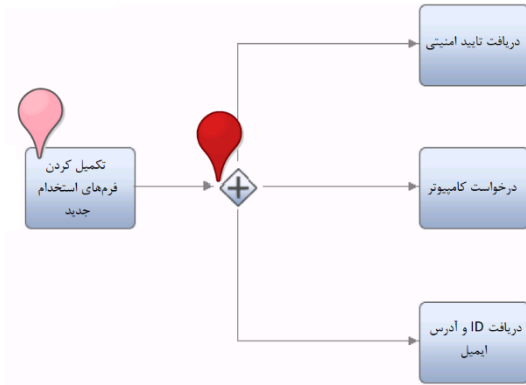 دریافت تایید امنیتی
تکمیل کردن
فرم‌های استخدام
جدید
درخواست کامپیوتر
دریافت ID و آدرس
ایمیل